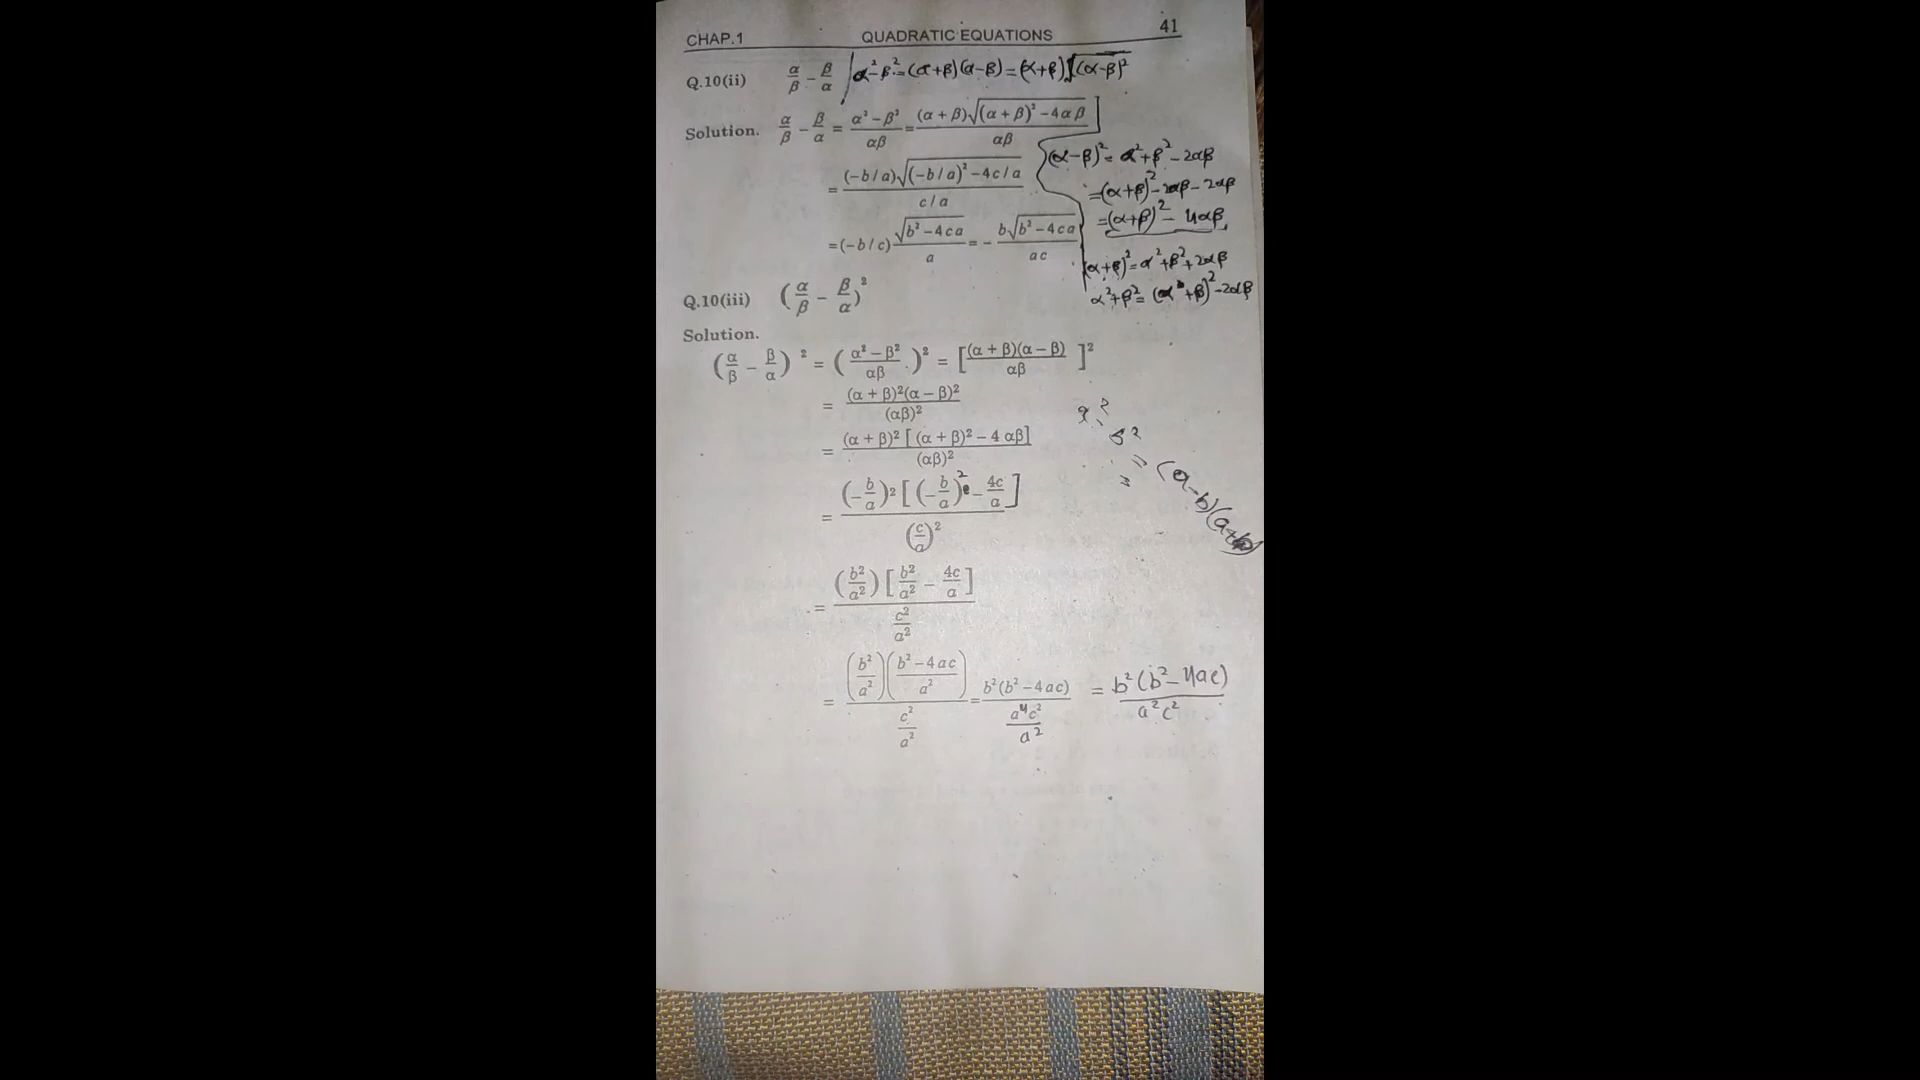 CHAP.1 QUADRATIC EQUATIONS 41
Q.10(ii) α/β − β/α α² − β² = (α+β)(α−β) = (α+β)√(α−β)²
Solution. α/β − β/α = (α² − β²)/αβ = (α + β)√((α + β)² − 4αβ)/αβ
= (−b/a)√((−b/a)² − 4c/a) / (c/a)
= (−b/c) √(b² − 4ca)/a = − b√(b² − 4ca)/ac
(α−β)² = α² + β² − 2αβ
= (α+β)² − 2αβ − 2αβ
= (α+β)² − 4αβ
(α+β)² = α² + β² + 2αβ
α² + β² = (α + β)² − 2αβ
Q.10(iii) (α/β − β/α)²
Solution.
(α/β − β/α)² = ((α² − β²)/αβ)² = [(α + β)(α − β)/αβ]²
= (α + β)²(α − β)²/(αβ)²
= (α + β)² [(α + β)² − 4 αβ]/(αβ)²
= (−b/a)² [(−b/a)² − 4c/a] / (c/a)²
= (b²/a²) [b²/a² − 4c/a] / (c²/a²)
= (b²/a²)((b² − 4ac)/a²) / (c²/a²) = b²(b² − 4ac) / (a⁴c²/a²) = b²(b² − 4ac)/a²c²
α² − β²
= (a−b)(a+b)
=